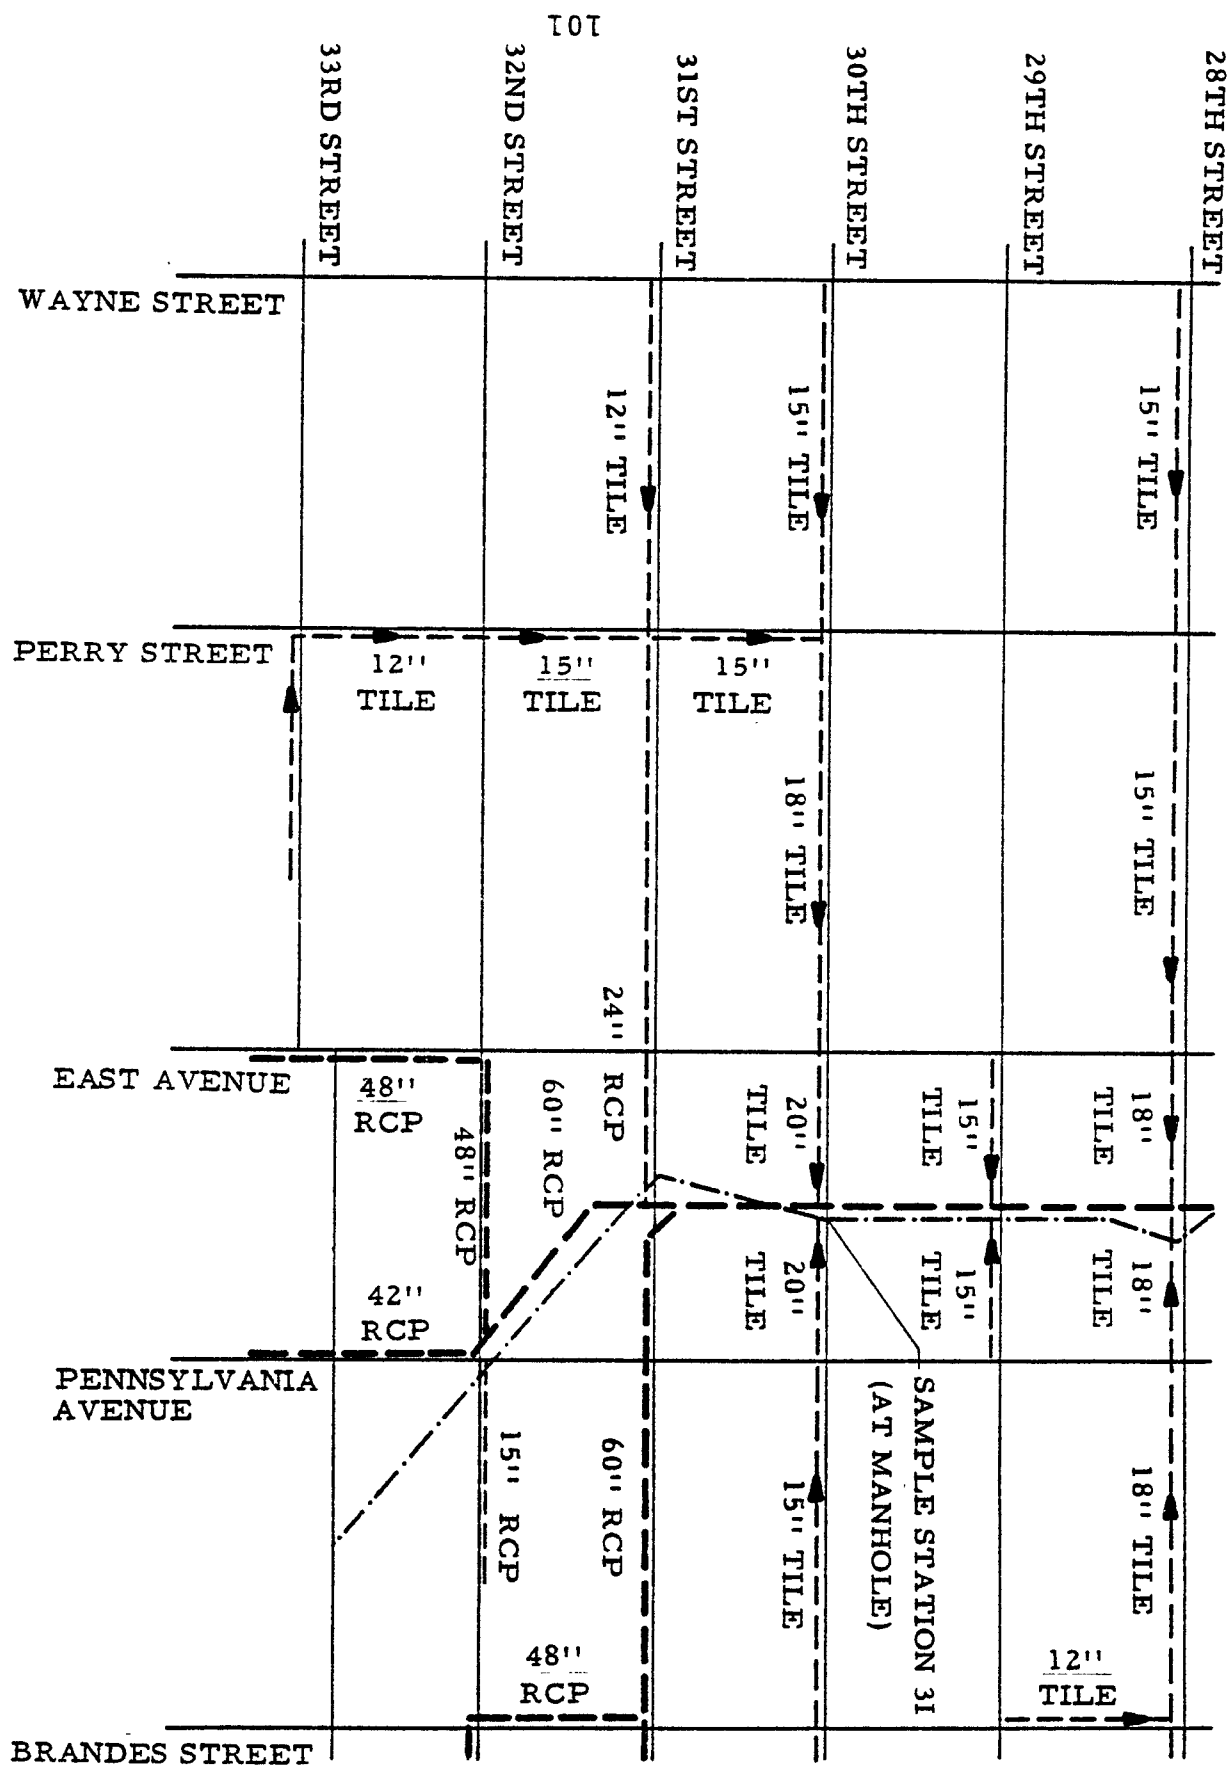 101
33RD STREET
32ND STREET
31ST STREET
30TH STREET
29TH STREET
28TH STREET
WAYNE STREET
12" TILE
15" TILE
15" TILE
PERRY STREET
12"
TILE
15"
TILE
15"
TILE
18" TILE
15" TILE
EAST AVENUE
48"
RCP
48" RCP
60" RCP
24" RCP
20"
TILE
15"
TILE
18"
TILE
42"
RCP
20"
TILE
15"
TILE
18"
TILE
PENNSYLVANIA
AVENUE
15" RCP
60" RCP
15" TILE
SAMPLE STATION 31
(AT MANHOLE)
18" TILE
48"
RCP
12"
TILE
BRANDES STREET